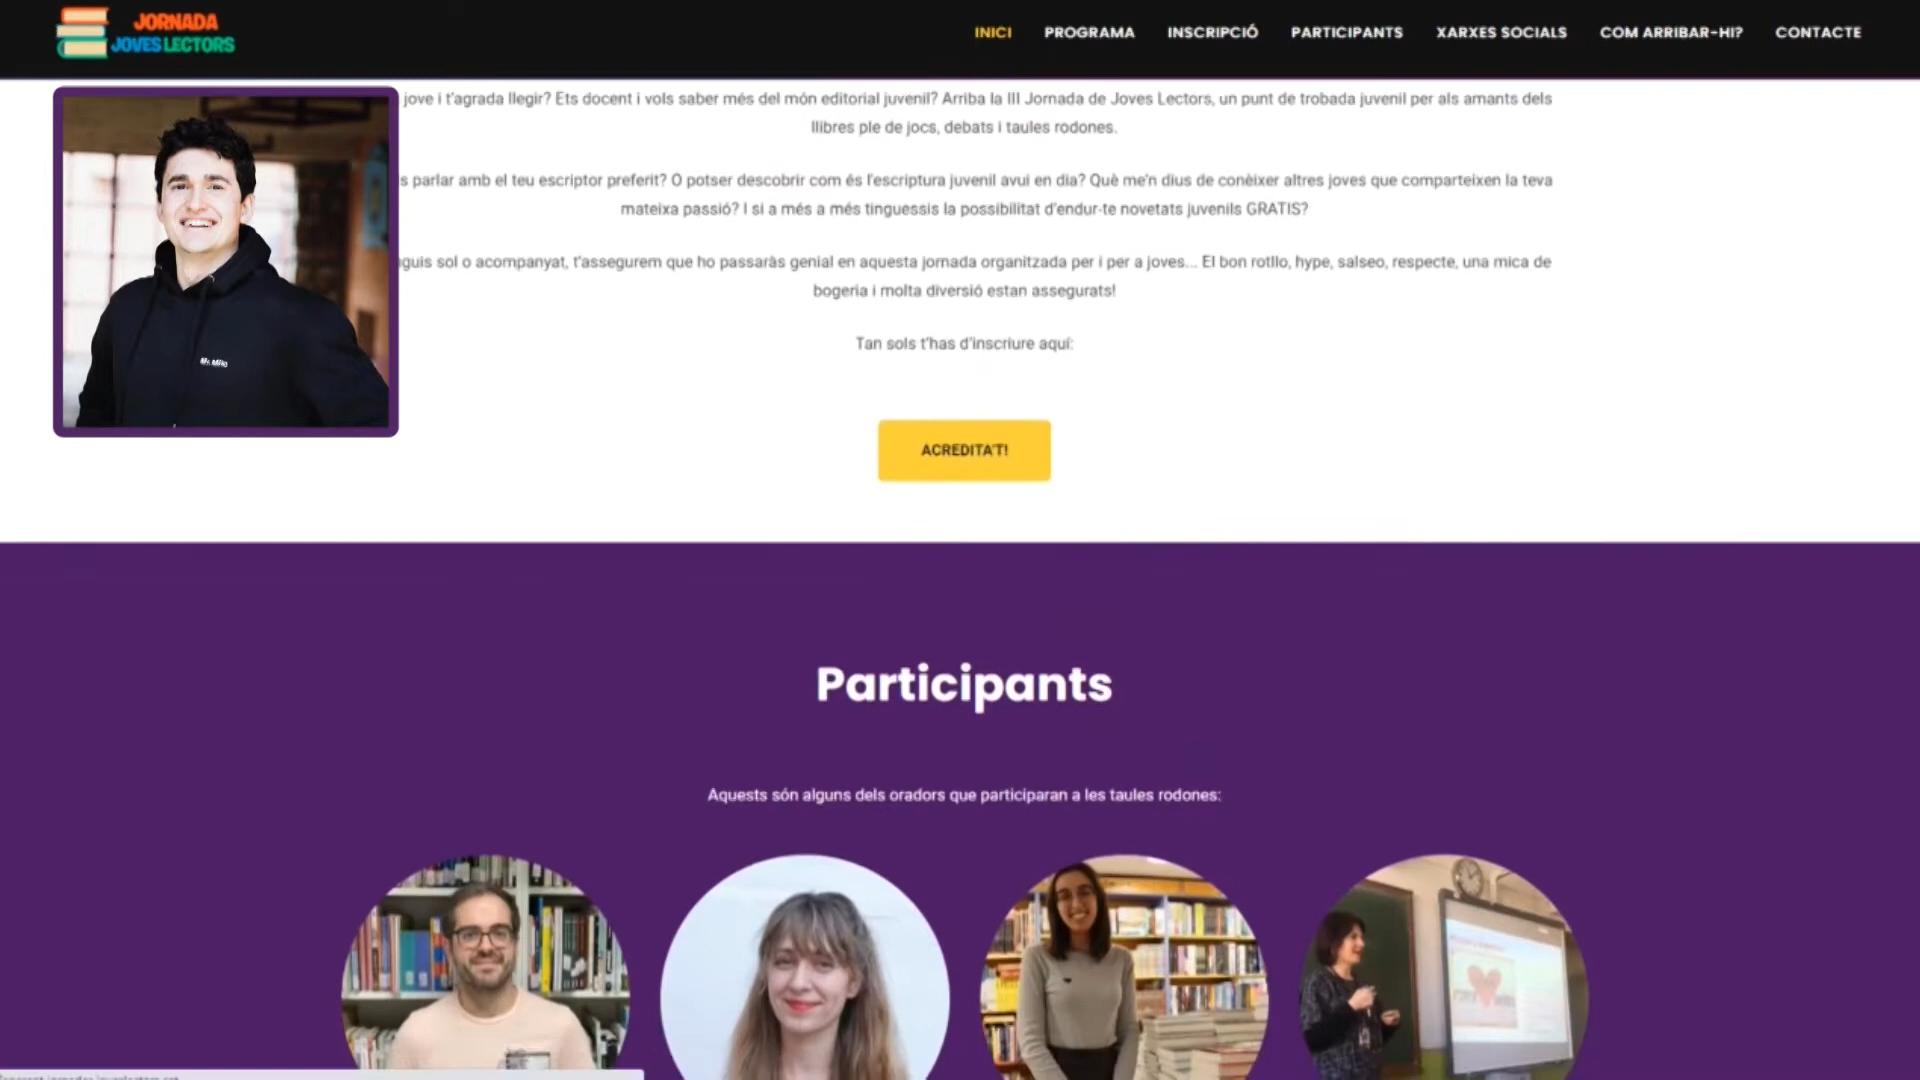 JORNADA
JOVES LECTORS
INICI PROGRAMA INSCRIPCIÓ PARTICIPANTS XARXES SOCIALS COM ARRIBAR-HI? CONTACTE
jove i t'agrada llegir? Ets docent i vols saber més del món editorial juvenil? Arriba la III Jornada de Joves Lectors, un punt de trobada juvenil per als amants dels
llibres ple de jocs, debats i taules rodones.
s parlar amb el teu escriptor preferit? O potser descobrir com és l'escriptura juvenil avui en dia? Què me'n dius de conèixer altres joves que comparteixen la teva
mateixa passió? I si a més a més tinguessis la possibilitat d'endur-te novetats juvenils GRATIS?
guis sol o acompanyat, t'assegurem que ho passaràs genial en aquesta jornada organitzada per i per a joves... El bon rotllo, hype, salseo, respecte, una mica de
bogeria i molta diversió estan assegurats!
Tan sols t'has d'inscriure aquí:
ACREDITA'T!
Participants
Aquests són alguns dels oradors que participaran a les taules rodones: